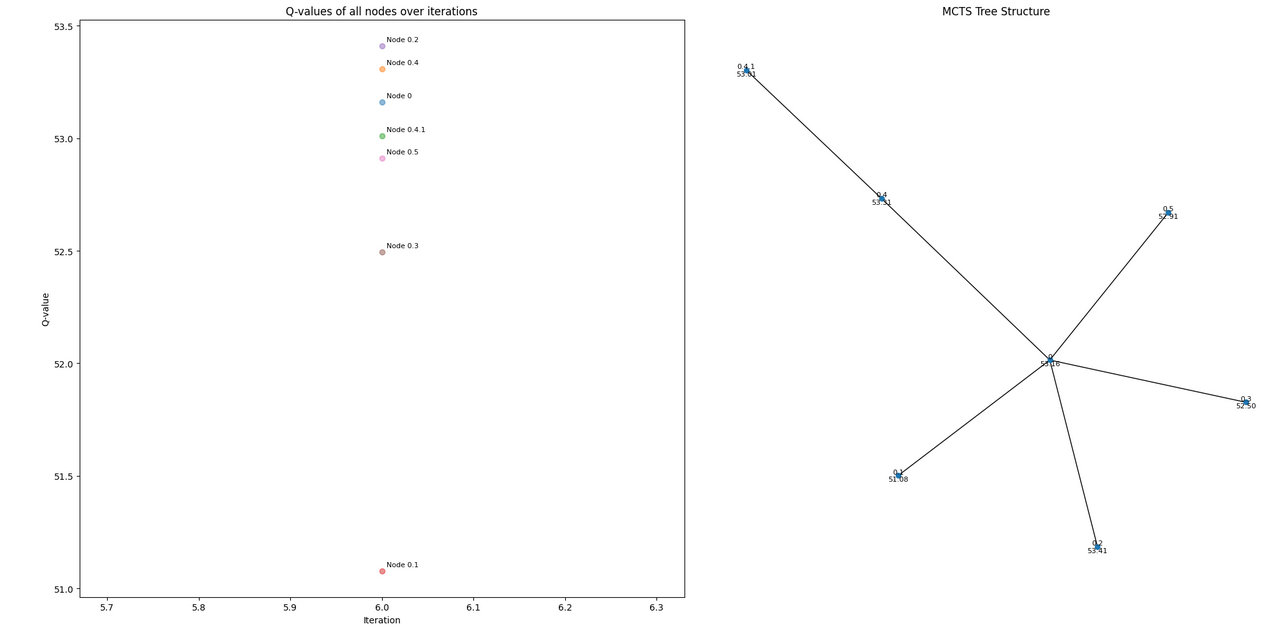 Q-values of all nodes over iterations
53.5
53.0
52.5
52.0
51.5
51.0
Q-value
Node 0.2
Node 0.4
Node 0
Node 0.4.1
Node 0.5
Node 0.3
Node 0.1
5.7
5.8
5.9
6.0
6.1
6.2
6.3
Iteration
MCTS Tree Structure
0.4.1
53.01
0.4
53.31
0.5
52.91
0
53.16
0.3
52.50
0.1
51.08
0.2
53.41